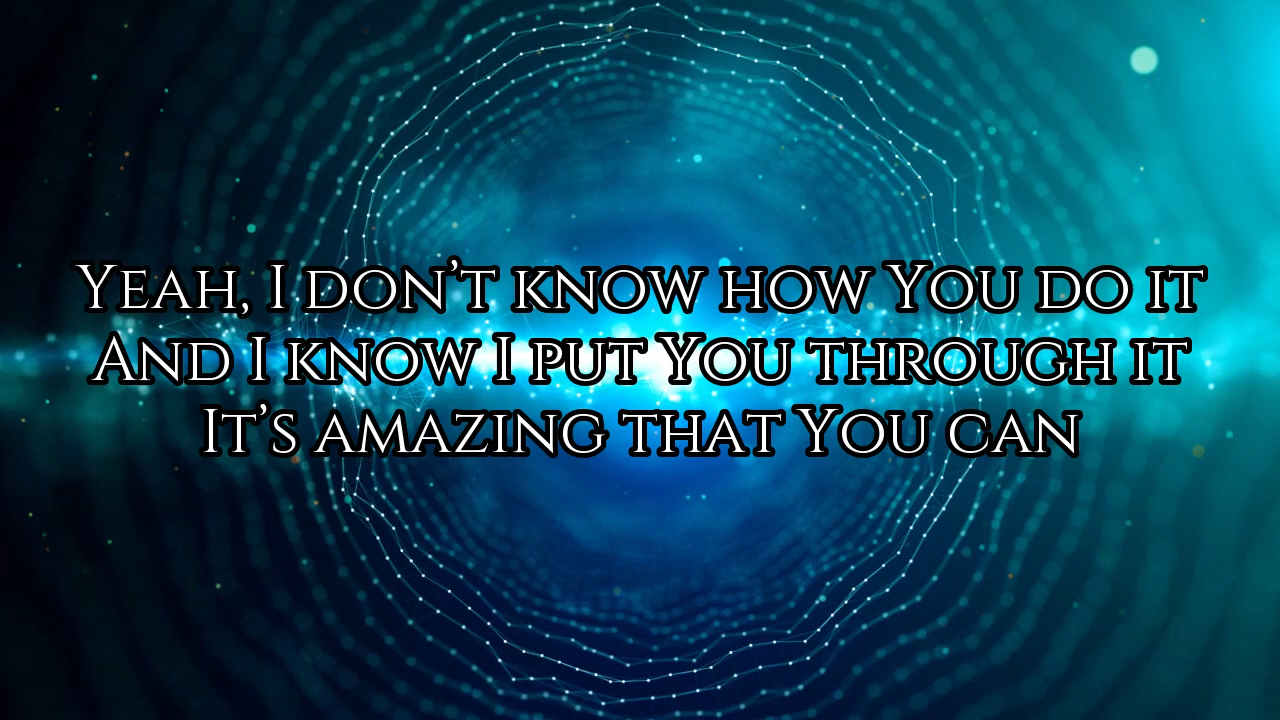 Yeah, I don’t know how You do it
And I know I put You through it
It’s amazing that You can